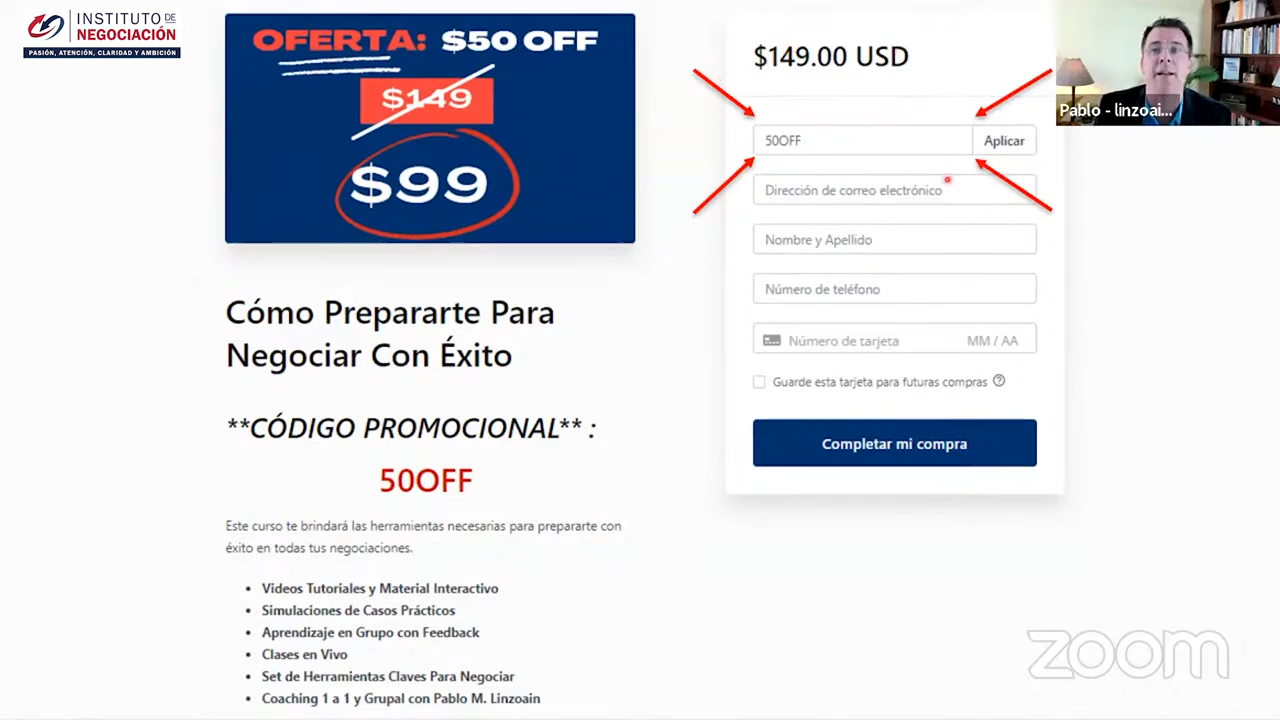 INSTITUTO DE
NEGOCIACIÓN
PASIÓN, ATENCIÓN, CLARIDAD Y AMBICIÓN
OFERTA: $50 OFF
$149
$99
Cómo Prepararte Para
Negociar Con Éxito
**CÓDIGO PROMOCIONAL** :
50OFF
Este curso te brindará las herramientas necesarias para prepararte con
éxito en todas tus negociaciones.
• Videos Tutoriales y Material Interactivo
• Simulaciones de Casos Prácticos
• Aprendizaje en Grupo con Feedback
• Clases en Vivo
• Set de Herramientas Claves Para Negociar
• Coaching 1 a 1 y Grupal con Pablo M. Linzoain
$149.00 USD
50OFF Aplicar
Dirección de correo electrónico
Nombre y Apellido
Número de teléfono
Número de tarjeta MM / AA
Guarde esta tarjeta para futuras compras ?
Completar mi compra
Pablo - linzoai...
zoom